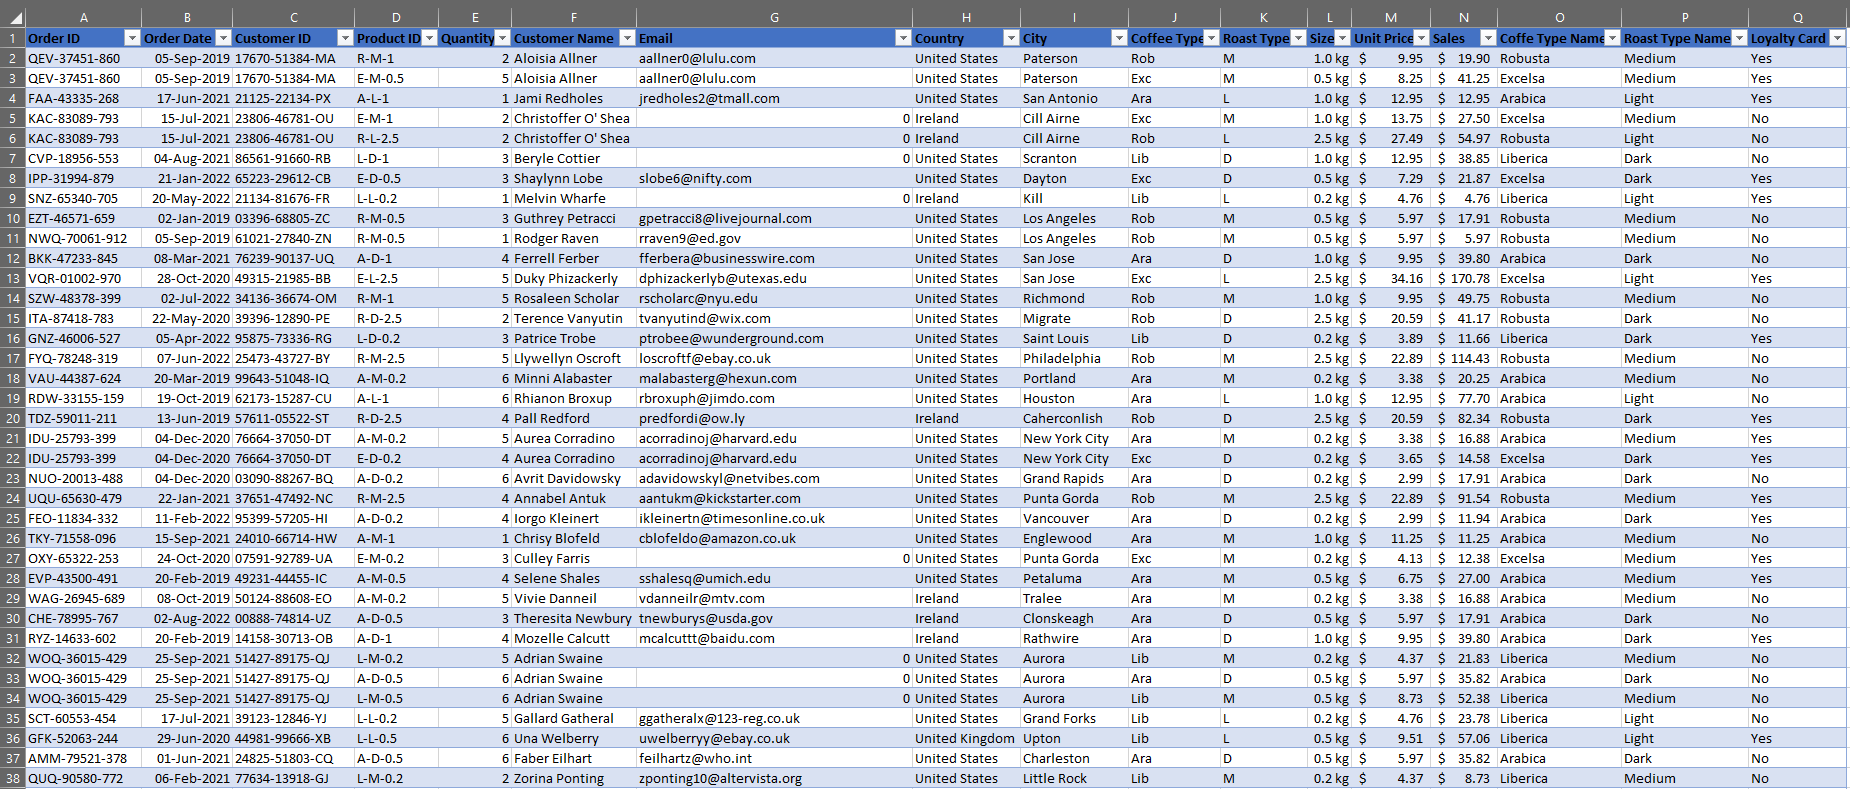 A B C D E F G H I J K L M N O P Q
1 Order ID Order Date Customer ID Product ID Quantity Customer Name Email Country City Coffee Type Roast Type Size Unit Price Sales Coffe Type Name Roast Type Name Loyalty Card
2 QEV-37451-860 05-Sep-2019 17670-51384-MA R-M-1 2 Aloisia Allner aallner0@lulu.com United States Paterson Rob M 1.0 kg $ 9.95 $ 19.90 Robusta Medium Yes
3 QEV-37451-860 05-Sep-2019 17670-51384-MA E-M-0.5 5 Aloisia Allner aallner0@lulu.com United States Paterson Exc M 0.5 kg $ 8.25 $ 41.25 Excelsa Medium Yes
4 FAA-43335-268 17-Jun-2021 21125-22134-PX A-L-1 1 Jami Redholes jredholes2@tmall.com United States San Antonio Ara L 1.0 kg $ 12.95 $ 12.95 Arabica Light Yes
5 KAC-83089-793 15-Jul-2021 23806-46781-OU E-M-1 2 Christoffer O' Shea 0 Ireland Cill Airne Exc M 1.0 kg $ 13.75 $ 27.50 Excelsa Medium No
6 KAC-83089-793 15-Jul-2021 23806-46781-OU R-L-2.5 2 Christoffer O' Shea 0 Ireland Cill Airne Rob L 2.5 kg $ 27.49 $ 54.97 Robusta Light No
7 CVP-18956-553 04-Aug-2021 86561-91660-RB L-D-1 3 Beryle Cottier 0 United States Scranton Lib D 1.0 kg $ 12.95 $ 38.85 Liberica Dark No
8 IPP-31994-879 21-Jan-2022 65223-29612-CB E-D-0.5 3 Shaylynn Lobe slobe6@nifty.com United States Dayton Exc D 0.5 kg $ 7.29 $ 21.87 Excelsa Dark Yes
9 SNZ-65340-705 20-May-2022 21134-81676-FR L-L-0.2 1 Melvin Wharfe 0 Ireland Kill Lib L 0.2 kg $ 4.76 $ 4.76 Liberica Light Yes
10 EZT-46571-659 02-Jan-2019 03396-68805-ZC R-M-0.5 3 Guthrey Petracci gpetracci8@livejournal.com United States Los Angeles Rob M 0.5 kg $ 5.97 $ 17.91 Robusta Medium No
11 NWQ-70061-912 05-Sep-2019 61021-27840-ZN R-M-0.5 1 Rodger Raven rraven9@ed.gov United States Los Angeles Rob M 0.5 kg $ 5.97 $ 5.97 Robusta Medium No
12 BKK-47233-845 08-Mar-2021 76239-90137-UQ A-D-1 4 Ferrell Ferber fferbera@businesswire.com United States San Jose Ara D 1.0 kg $ 9.95 $ 39.80 Arabica Dark No
13 VQR-01002-970 28-Oct-2020 49315-21985-BB E-L-2.5 5 Duky Phizackerly dphizackerlyb@utexas.edu United States San Jose Exc L 2.5 kg $ 34.16 $ 170.78 Excelsa Light Yes
14 SZW-48378-399 02-Jul-2022 34136-36674-OM R-M-1 5 Rosaleen Scholar rscholarc@nyu.edu United States Richmond Rob M 1.0 kg $ 9.95 $ 49.75 Robusta Medium No
15 ITA-87418-783 22-May-2020 39396-12890-PE R-D-2.5 2 Terence Vanyutin tvanyutind@wix.com United States Migrate Rob D 2.5 kg $ 20.59 $ 41.17 Robusta Dark No
16 GNZ-46006-527 05-Apr-2022 95875-73336-RG L-D-0.2 3 Patrice Trobe ptrobee@wunderground.com United States Saint Louis Lib D 0.2 kg $ 3.89 $ 11.66 Liberica Dark Yes
17 FYQ-78248-319 07-Jun-2022 25473-43727-BY R-M-2.5 5 Llywellyn Oscroft loscroftf@ebay.co.uk United States Philadelphia Rob M 2.5 kg $ 22.89 $ 114.43 Robusta Medium No
18 VAU-44387-624 20-Mar-2019 99643-51048-IQ A-M-0.2 6 Minni Alabaster malabasterg@hexun.com United States Portland Ara M 0.2 kg $ 3.38 $ 20.25 Arabica Medium No
19 RDW-33155-159 19-Oct-2019 62173-15287-CU A-L-1 6 Rhianon Broxup rbroxuph@jimdo.com United States Houston Ara L 1.0 kg $ 12.95 $ 77.70 Arabica Light No
20 TDZ-59011-211 13-Jun-2019 57611-05522-ST R-D-2.5 4 Pall Redford predfordi@ow.ly Ireland Caherconlish Rob D 2.5 kg $ 20.59 $ 82.34 Robusta Dark Yes
21 IDU-25793-399 04-Dec-2020 76664-37050-DT A-M-0.2 5 Aurea Corradino acorradinoj@harvard.edu United States New York City Ara M 0.2 kg $ 3.38 $ 16.88 Arabica Medium Yes
22 IDU-25793-399 04-Dec-2020 76664-37050-DT E-D-0.2 4 Aurea Corradino acorradinoj@harvard.edu United States New York City Exc D 0.2 kg $ 3.65 $ 14.58 Excelsa Dark Yes
23 NUO-20013-488 04-Dec-2020 03090-88267-BQ A-D-0.2 6 Avrit Davidowsky adavidowskyl@netvibes.com United States Grand Rapids Ara D 0.2 kg $ 2.99 $ 17.91 Arabica Dark No
24 UQU-65630-479 22-Jan-2021 37651-47492-NC R-M-2.5 4 Annabel Antuk aantukm@kickstarter.com United States Punta Gorda Rob M 2.5 kg $ 22.89 $ 91.54 Robusta Medium Yes
25 FEO-11834-332 11-Feb-2022 95399-57205-HI A-D-0.2 4 Iorgo Kleinert ikleinertn@timesonline.co.uk United States Vancouver Ara D 0.2 kg $ 2.99 $ 11.94 Arabica Dark Yes
26 TKY-71558-096 15-Sep-2021 24010-66714-HW A-M-1 1 Chrisy Blofeld cblofeldo@amazon.co.uk United States Englewood Ara M 1.0 kg $ 11.25 $ 11.25 Arabica Medium No
27 OXY-65322-253 24-Oct-2020 07591-92789-UA E-M-0.2 3 Culley Farris 0 United States Punta Gorda Exc M 0.2 kg $ 4.13 $ 12.38 Excelsa Medium Yes
28 EVP-43500-491 20-Feb-2019 49231-44455-IC A-M-0.5 4 Selene Shales sshalesq@umich.edu United States Petaluma Ara M 0.5 kg $ 6.75 $ 27.00 Arabica Medium Yes
29 WAG-26945-689 08-Oct-2019 50124-88608-EO A-M-0.2 5 Vivie Danneil vdanneilr@mtv.com Ireland Tralee Ara M 0.2 kg $ 3.38 $ 16.88 Arabica Medium No
30 CHE-78995-767 02-Aug-2022 00888-74814-UZ A-D-0.5 3 Theresita Newbury tnewburys@usda.gov Ireland Clonskeagh Ara D 0.5 kg $ 5.97 $ 17.91 Arabica Dark No
31 RYZ-14633-602 20-Feb-2019 14158-30713-OB A-D-1 4 Mozelle Calcutt mcalcuttt@baidu.com Ireland Rathwire Ara D 1.0 kg $ 9.95 $ 39.80 Arabica Dark Yes
32 WOQ-36015-429 25-Sep-2021 51427-89175-QJ L-M-0.2 5 Adrian Swaine 0 United States Aurora Lib M 0.2 kg $ 4.37 $ 21.83 Liberica Medium No
33 WOQ-36015-429 25-Sep-2021 51427-89175-QJ A-D-0.5 6 Adrian Swaine 0 United States Aurora Ara D 0.5 kg $ 5.97 $ 35.82 Arabica Dark No
34 WOQ-36015-429 25-Sep-2021 51427-89175-QJ L-M-0.5 6 Adrian Swaine 0 United States Aurora Lib M 0.5 kg $ 8.73 $ 52.38 Liberica Medium No
35 SCT-60553-454 17-Jul-2021 39123-12846-YJ L-L-0.2 5 Gallard Gatheral ggatheralx@123-reg.co.uk United States Grand Forks Lib L 0.2 kg $ 4.76 $ 23.78 Liberica Light No
36 GFK-52063-244 29-Jun-2020 44981-99666-XB L-L-0.5 6 Una Welberry uwelberryy@ebay.co.uk United Kingdom Upton Lib L 0.5 kg $ 9.51 $ 57.06 Liberica Light Yes
37 AMM-79521-378 01-Jun-2021 24825-51803-CQ A-D-0.5 6 Faber Eilhart feilhartz@who.int United States Charleston Ara D 0.5 kg $ 5.97 $ 35.82 Arabica Dark No
38 QUQ-90580-772 06-Feb-2021 77634-13918-GJ L-M-0.2 2 Zorina Ponting zponting10@altervista.org United States Little Rock Lib M 0.2 kg $ 4.37 $ 8.73 Liberica Medium No